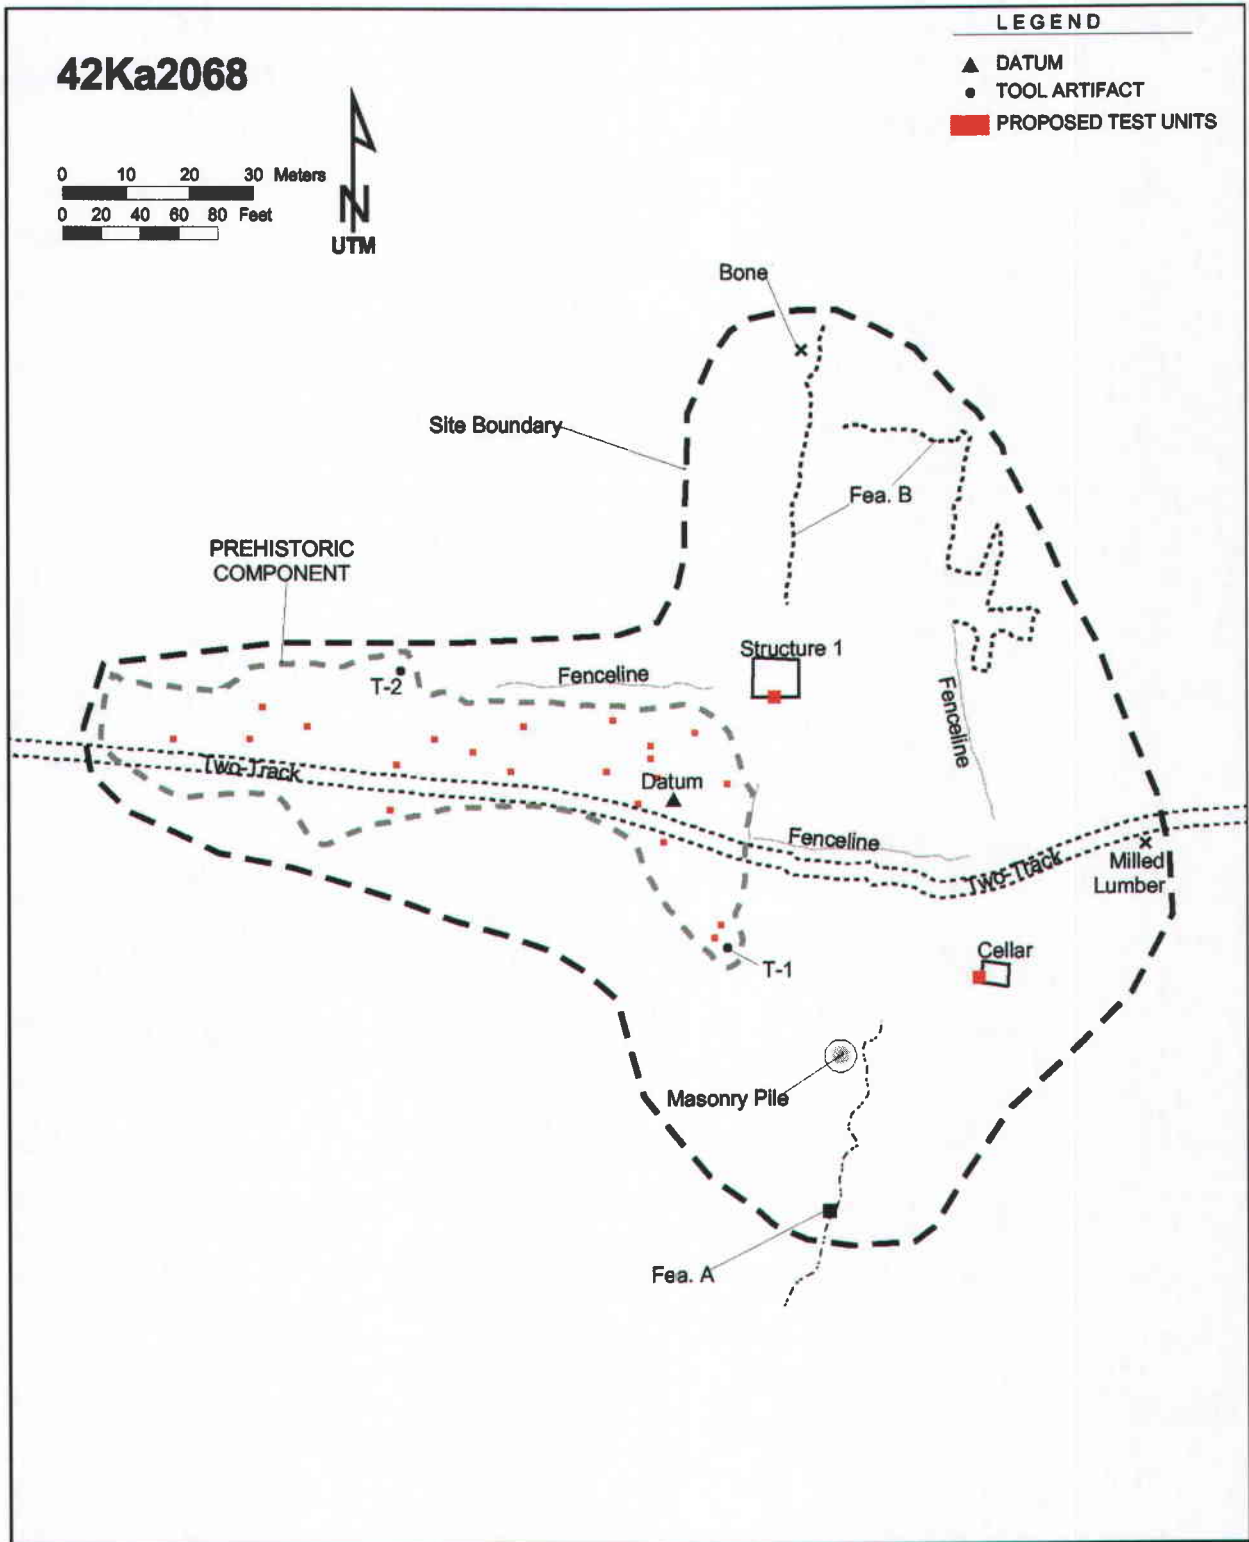 LEGEND
42Ka2068
DATUM
TOOL ARTIFACT
PROPOSED TEST UNITS
0 10 20 30 Meters
0 20 40 60 80 Feet
N
UTM
Bone
Site Boundary
Fea. B
PREHISTORIC
COMPONENT
Structure 1
T-2
Fenceline
Fenceline
Two-Track
Datum
Fenceline
Two-Track
Milled
Lumber
Cellar
T-1
Masonry Pile
Fea. A